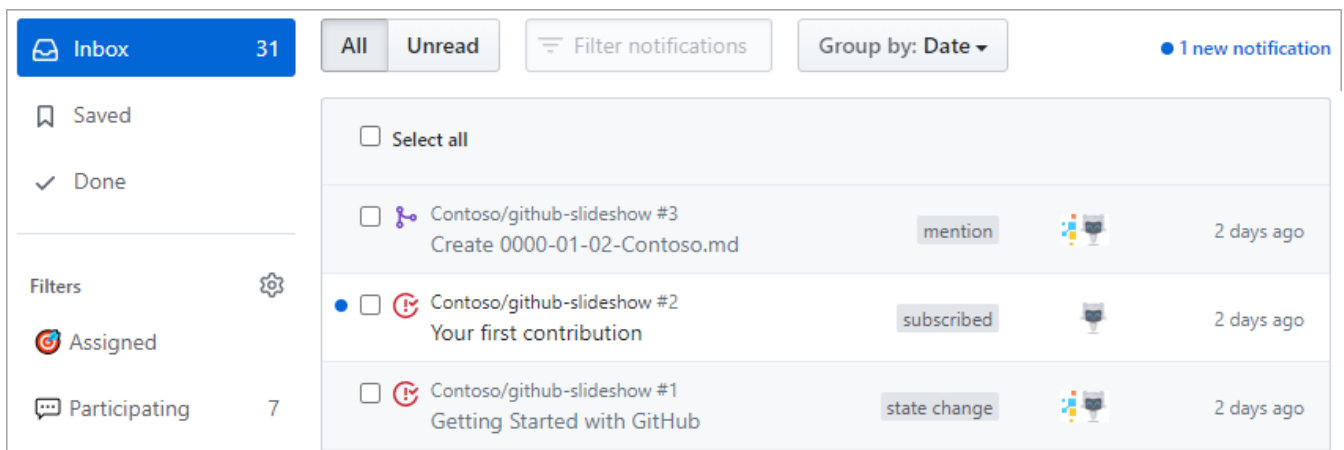 Inbox 31
Saved
Done
Filters
Assigned
Participating 7
All Unread Filter notifications Group by: Date 1 new notification
Select all
Contoso/github-slideshow #3
Create 0000-01-02-Contoso.md mention 2 days ago
Contoso/github-slideshow #2
Your first contribution subscribed 2 days ago
Contoso/github-slideshow #1
Getting Started with GitHub state change 2 days ago